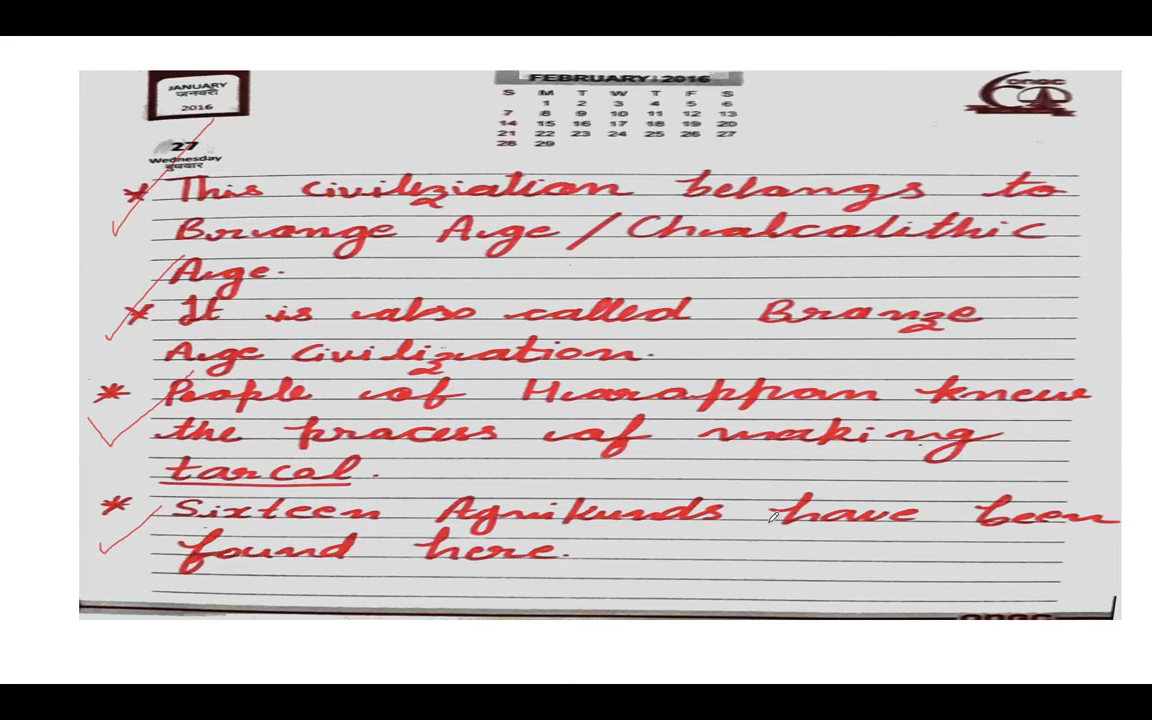 JANUARY
जनवरी
2016
27
Wednesday
बुधवार
FEBRUARY : 2016
S M T W T F S
1 2 3 4 5 6
7 8 9 10 11 12 13
14 15 16 17 18 19 20
21 22 23 24 25 26 27
28 29
ongc
* This civiliziation belongs to
Bronze Age / Chalcolithic
Age.
* It is also called Bronze
Age civilization.
* People of Harappan knew
the process of making
tarcol.
* Sixteen Agnikunds have been
found here.